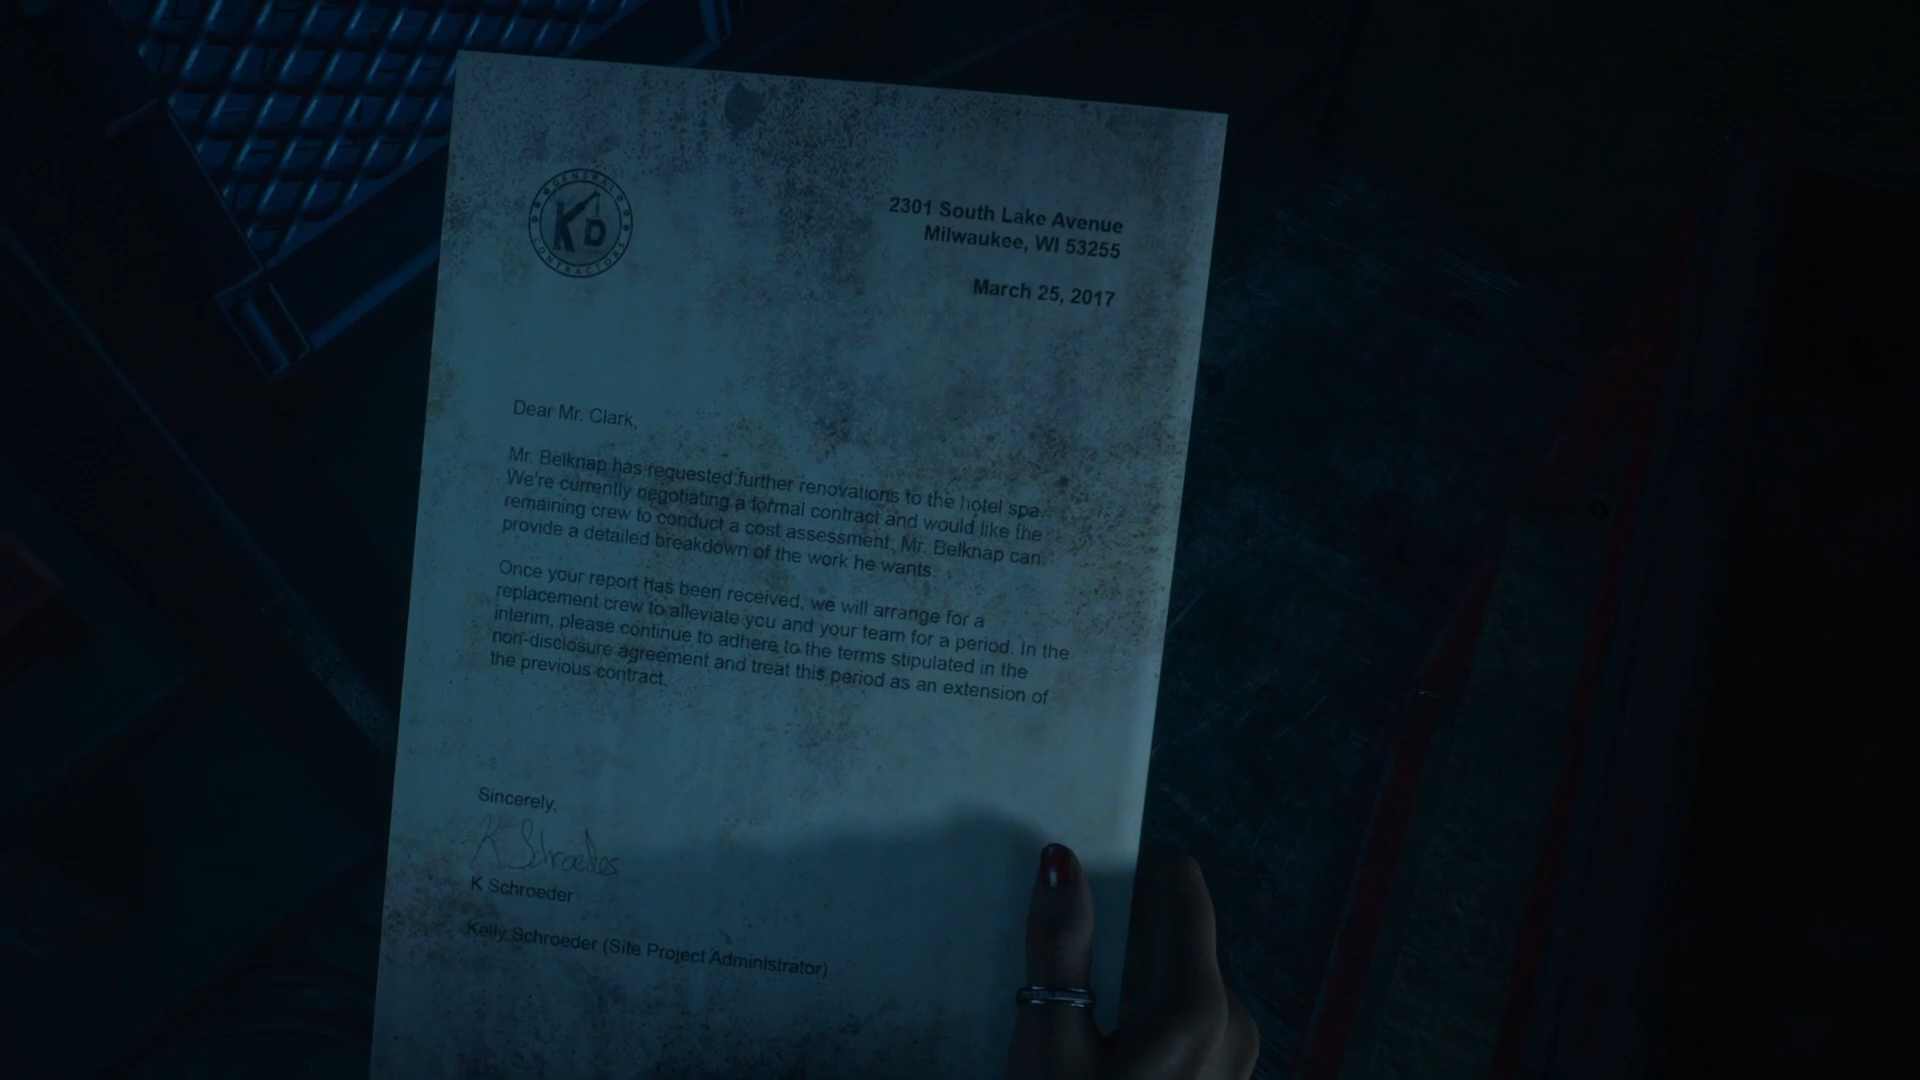 GENERAL
KD
CONTRACTORS
2301 South Lake Avenue
Milwaukee, WI 53255
March 25, 2017
Dear Mr. Clark,
Mr. Belknap has requested further renovations to the hotel spa.
We're currently negotiating a formal contract and would like the
remaining crew to conduct a cost assessment. Mr. Belknap can
provide a detailed breakdown of the work he wants.
Once your report has been received, we will arrange for a
replacement crew to alleviate you and your team for a period. In the
interim, please continue to adhere to the terms stipulated in the
non-disclosure agreement and treat this period as an extension of
the previous contract.
Sincerely,
K Schroeder
K Schroeder
Kelly Schroeder (Site Project Administrator)